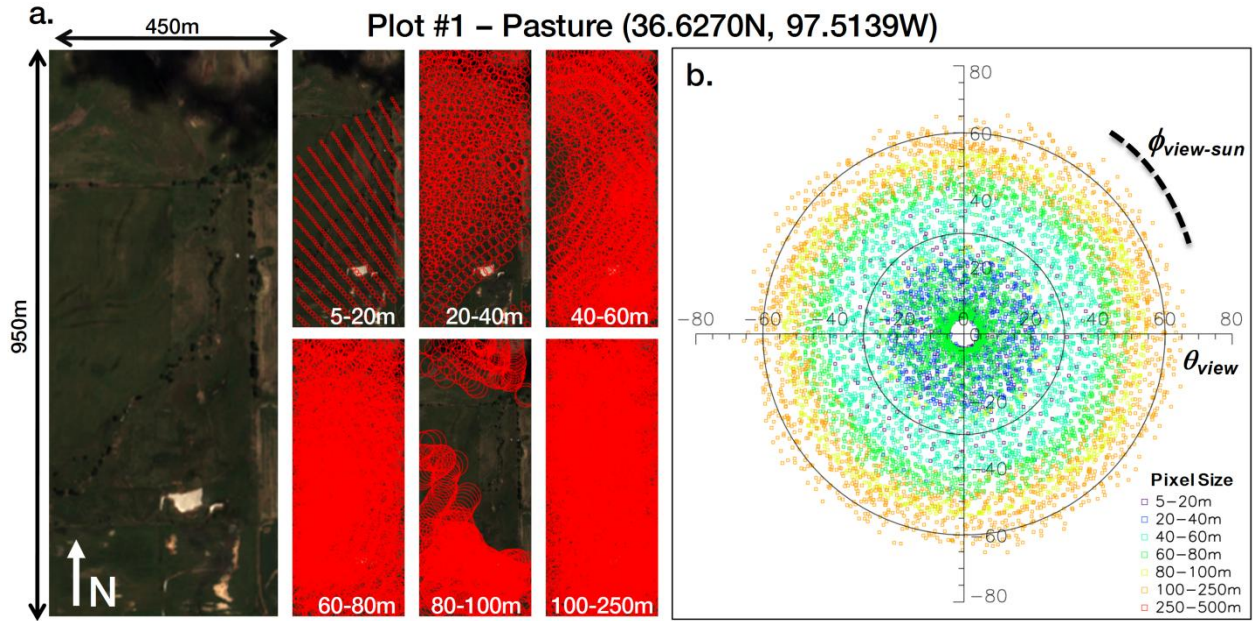 a.
Plot #1 – Pasture (36.6270N, 97.5139W)
450m
950m
N
5-20m
20-40m
40-60m
60-80m
80-100m
100-250m
b.
80
60
40
20
0
-20
-40
-60
-80
−80
−60
−40
−20
0
20
40
60
80
ϕview-sun
θview
Pixel Size
5−20m
20−40m
40−60m
60−80m
80−100m
100−250m
250−500m